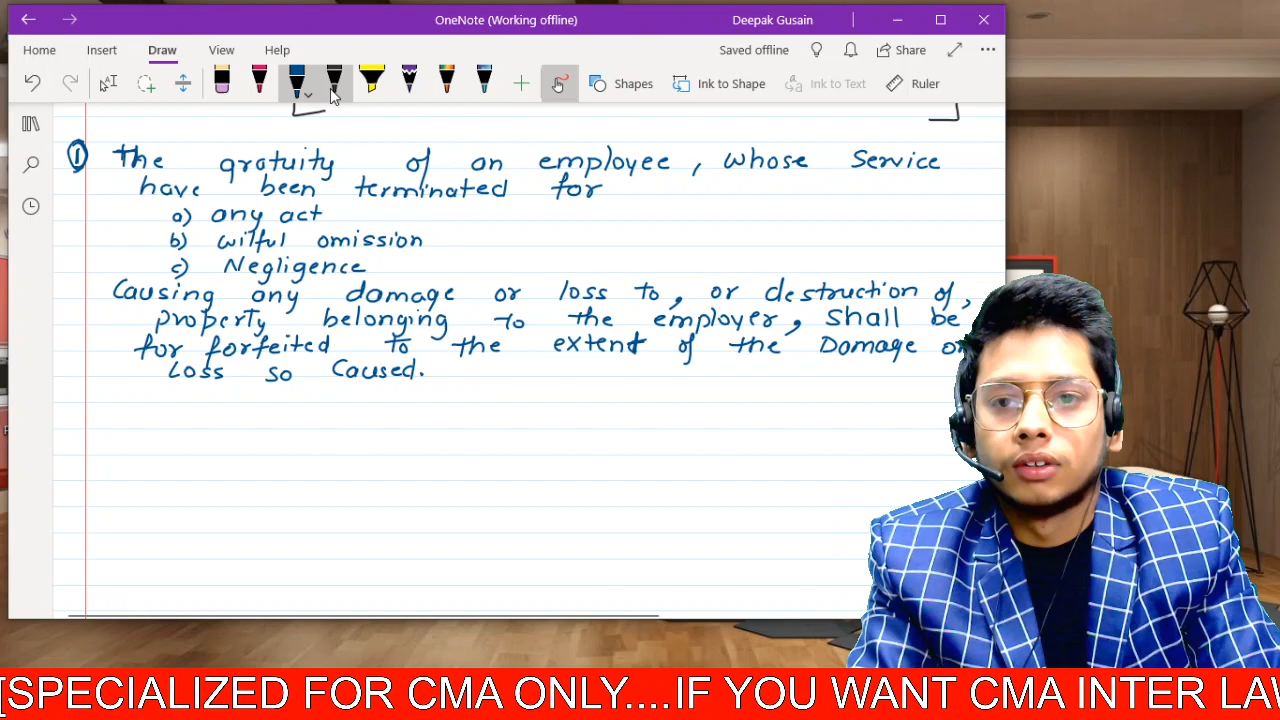 OneNote (Working offline)
Deepak Gusain
Home Insert Draw View Help
Saved offline
Share
Shapes
Ink to Shape
Ink to Text
Ruler
① The gratuity of an employee, whose Service
have been terminated for
a) any act
b) wilful omission
c) Negligence
Causing any damage or loss to, or destruction of,
property belonging to the employer, shall be
for forfeited to the extent of the Damage or
Loss so Caused.
[SPECIALIZED FOR CMA ONLY....IF YOU WANT CMA INTER LA